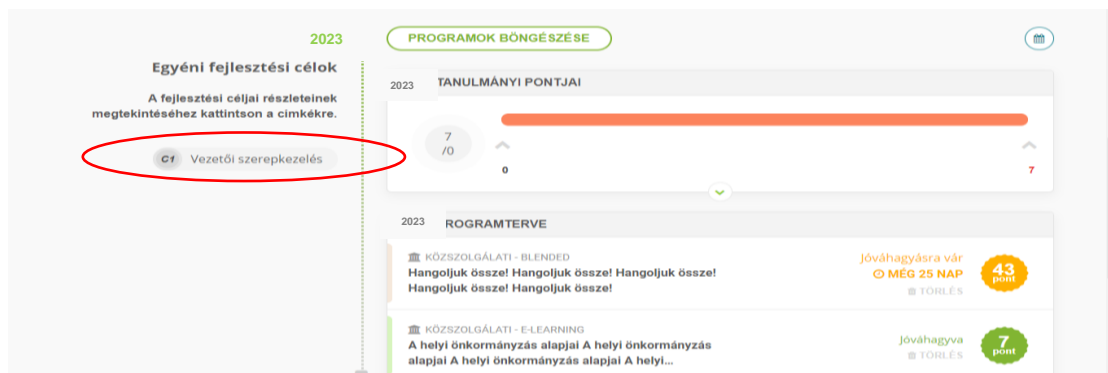 2023
Egyéni fejlesztési célok
A fejlesztési céljai részleteinek
megtekintéséhez kattintson a cimkékre.
C1 Vezetői szerepkezelés
PROGRAMOK BÖNGÉSZÉSE
2023 TANULMÁNYI PONTJAI
7
/0
0
7
2023 ROGRAMTERVE
KÖZSZOLGÁLATI - BLENDED
Hangoljuk össze! Hangoljuk össze! Hangoljuk össze!
Hangoljuk össze! Hangoljuk össze!
Jóváhagyásra vár
MÉG 25 NAP
TÖRLÉS
43
pont
KÖZSZOLGÁLATI - E-LEARNING
A helyi önkormányzás alapjai A helyi önkormányzás
alapjai A helyi önkormányzás alapjai A helyi...
Jóváhagyva
TÖRLÉS
7
pont